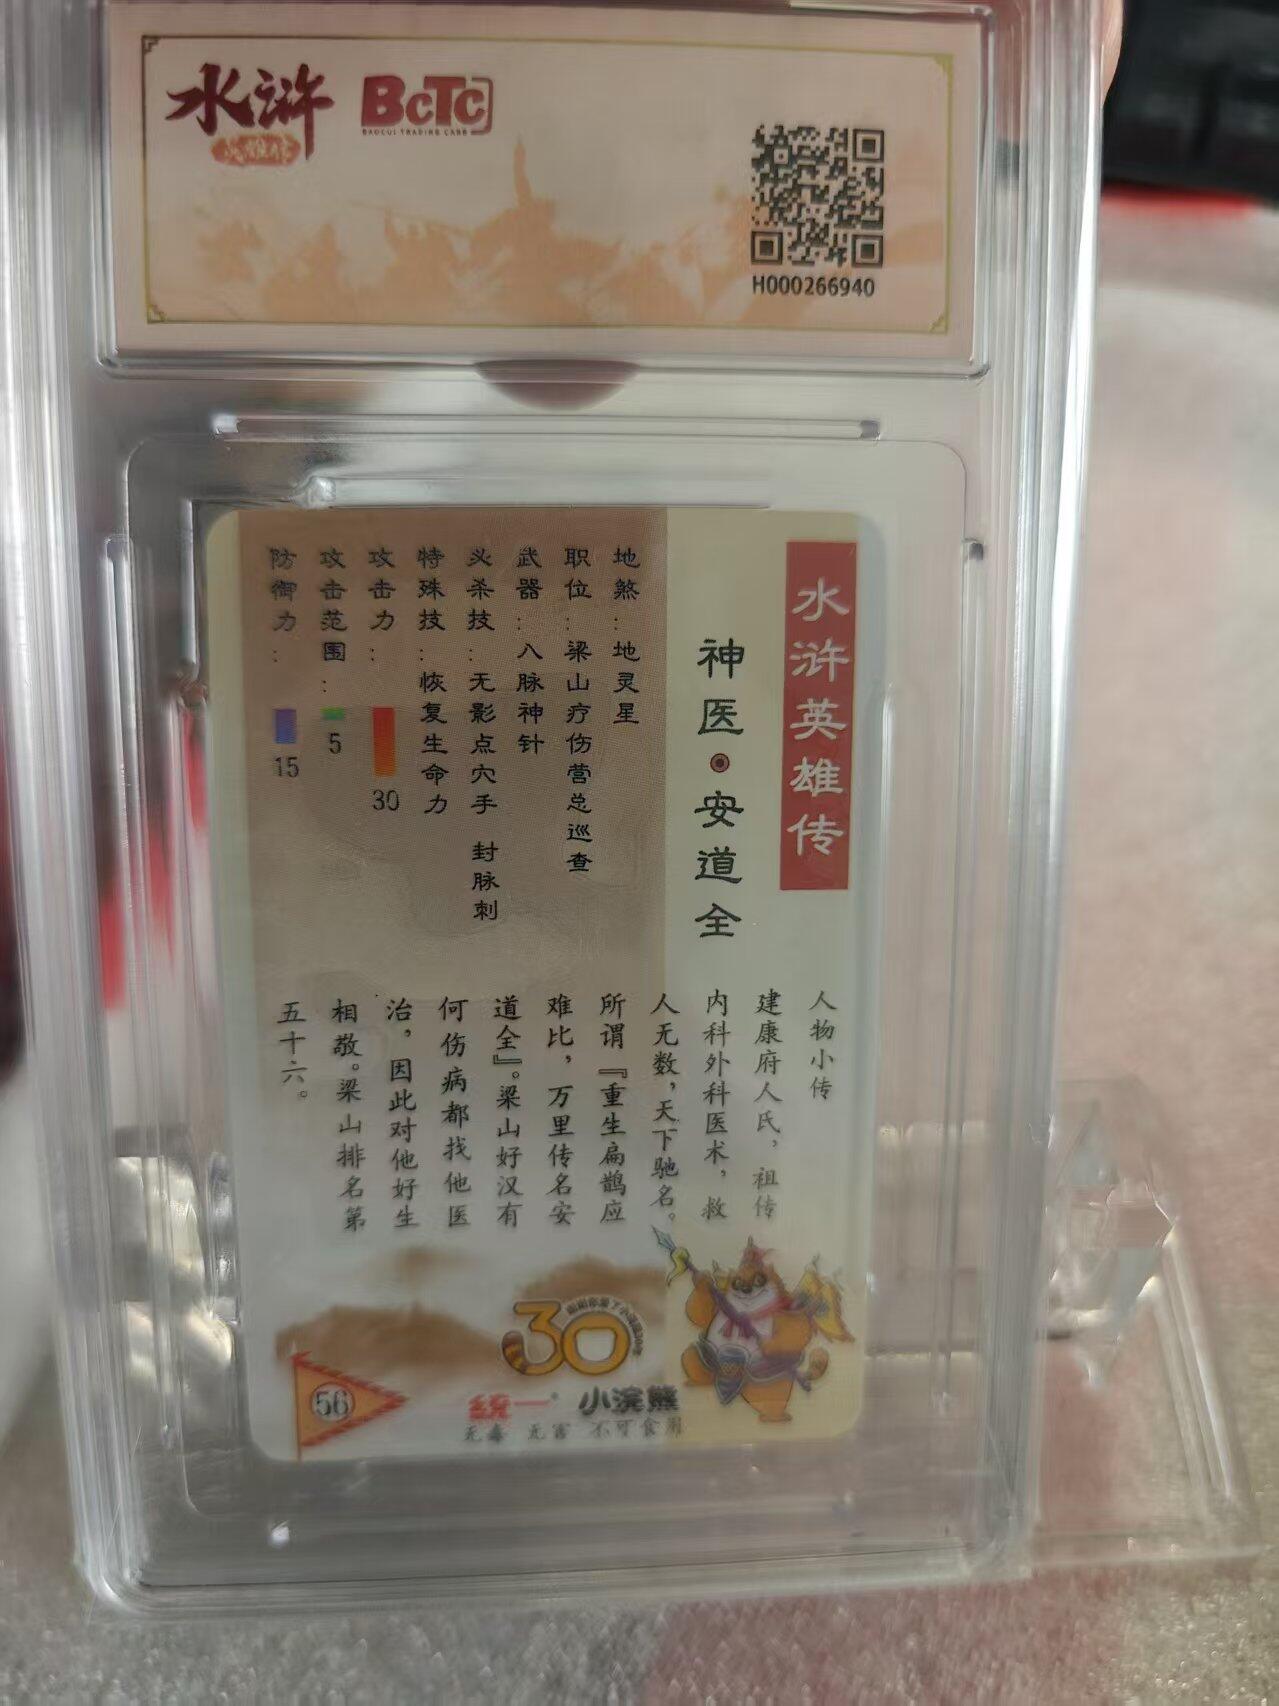 水浒
英雄传
BCTC
BAOCUI TRADING CARD
H000266940
水浒英雄传
神医·安道全
地煞：地灵星
职位：梁山疗伤营总巡查
武器：八脉神针
必杀技：无影点穴手 封脉刺
特殊技：恢复生命力
攻击力：30
攻击范围：5
防御力：15
人物小传
建康府人氏，祖传
内科外科医术，救
人无数，天下驰名。
所谓『重生扁鹊应
难比，万里传名安
道全』。梁山好汉有
何伤病都找他医
治，因此对他好生
相敬。梁山排名第
五十六。
30
56
统一 小浣熊
无毒 无害 不可食用